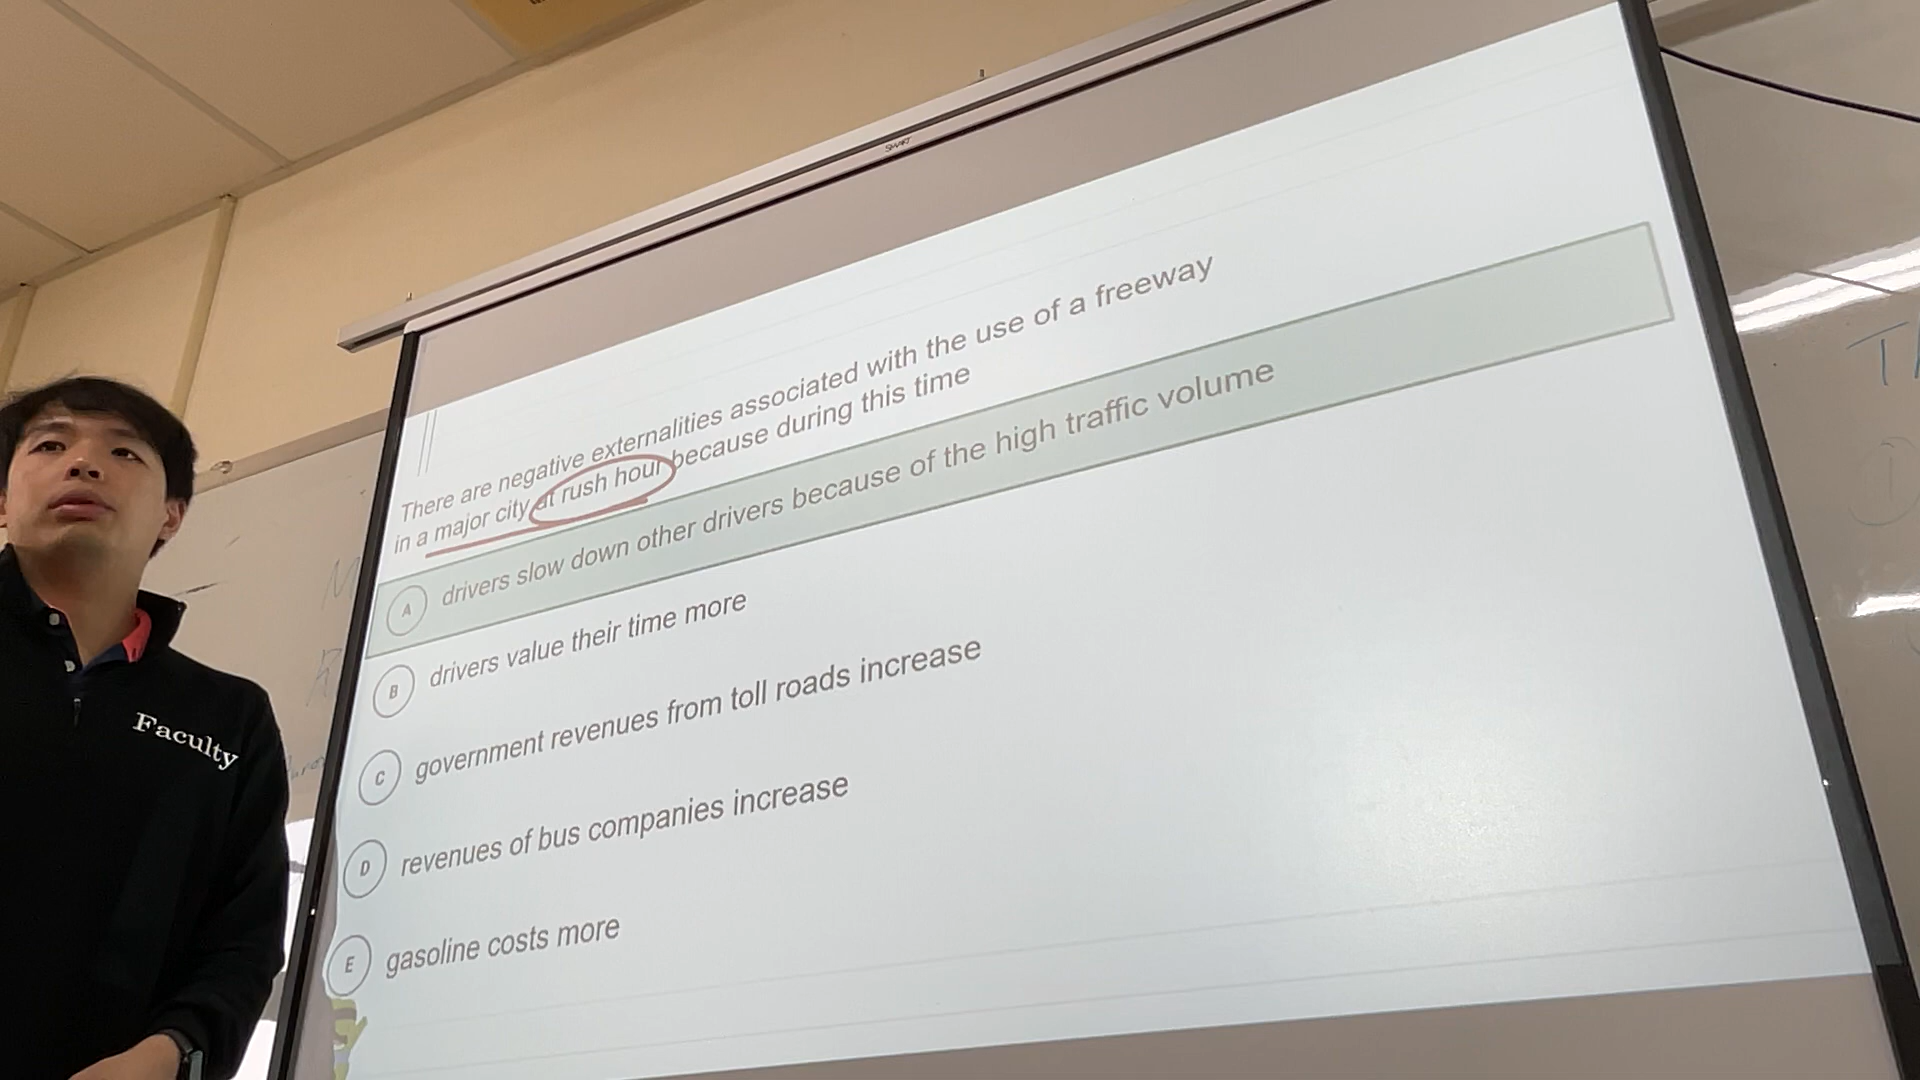 SMART
There are negative externalities associated with the use of a freeway
in a major city at rush hour because during this time
A drivers slow down other drivers because of the high traffic volume
B drivers value their time more
C government revenues from toll roads increase
D revenues of bus companies increase
E gasoline costs more
Faculty